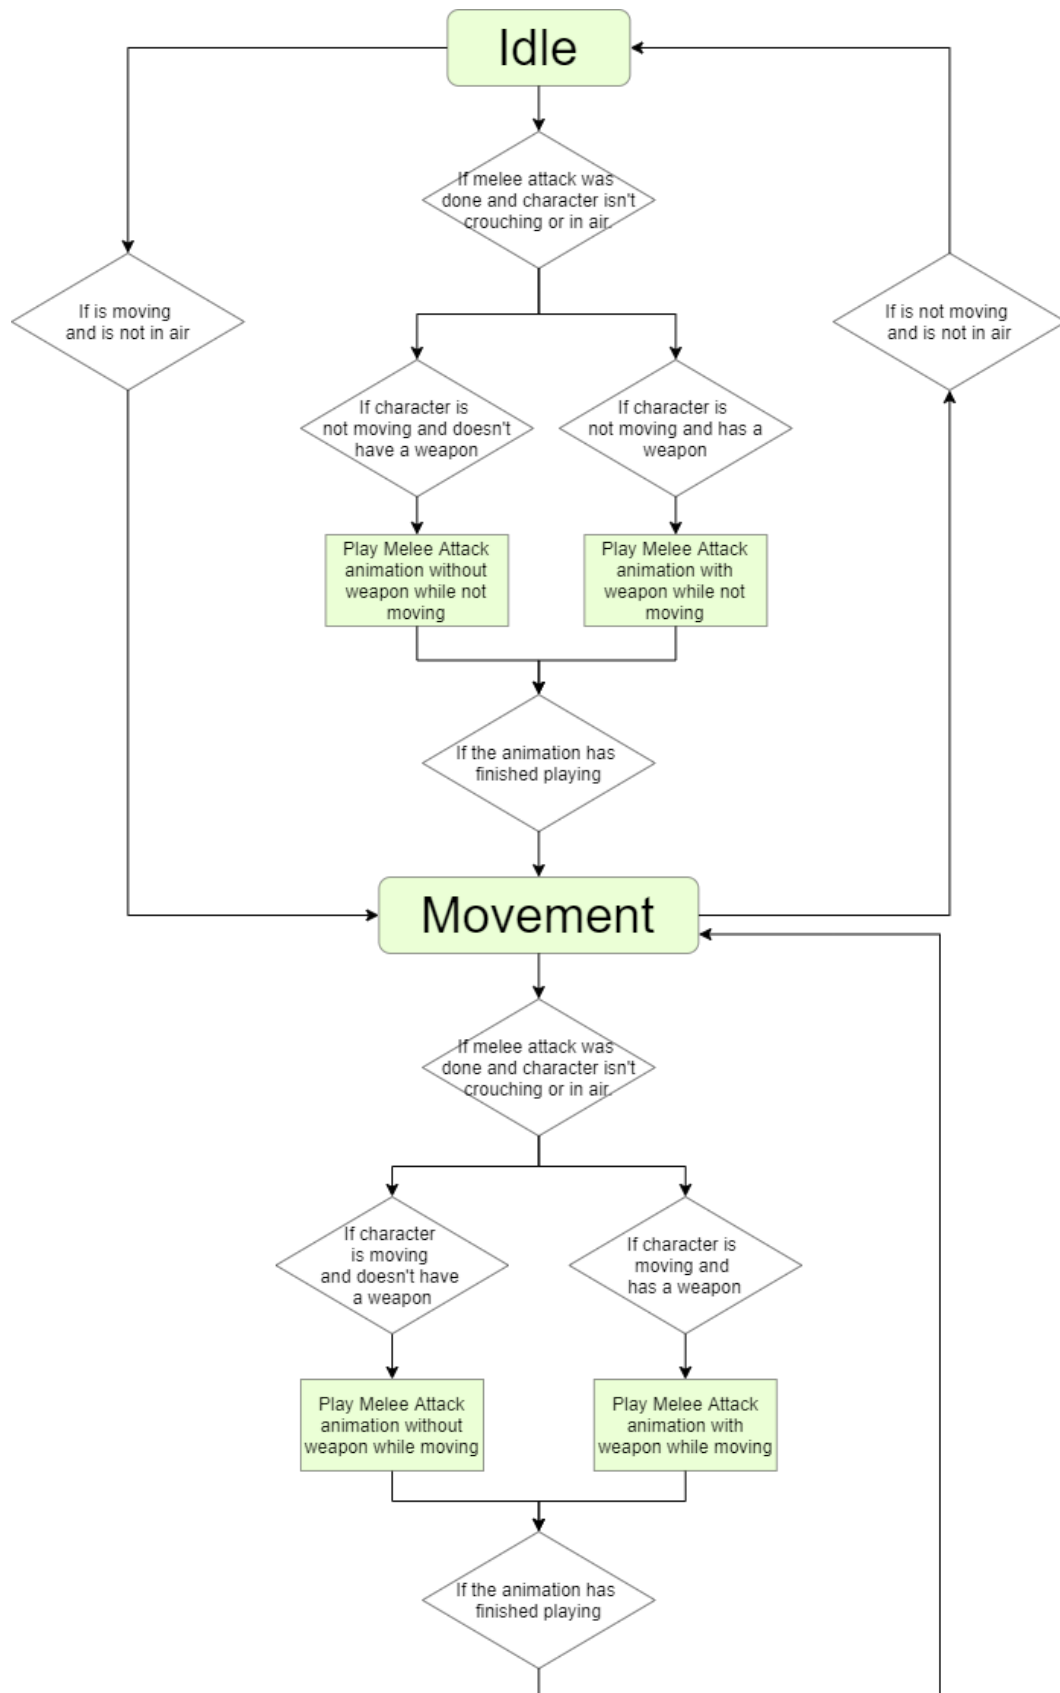 Idle
If melee attack was
done and character isn't
crouching or in air.
If is moving
and is not in air
If is not moving
and is not in air
If character is
not moving and doesn't
have a weapon
If character is
not moving and has a
weapon
Play Melee Attack
animation without
weapon while not
moving
Play Melee Attack
animation with
weapon while not
moving
If the animation has
finished playing
Movement
If melee attack was
done and character isn't
crouching or in air.
If character
is moving
and doesn't have
a weapon
If character is
moving and
has a weapon
Play Melee Attack
animation without
weapon while moving
Play Melee Attack
animation with
weapon while moving
If the animation has
finished playing